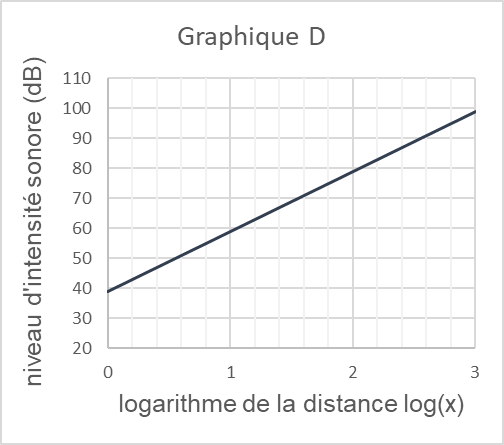 Graphique D
niveau d'intensité sonore (dB)
110
100
90
80
70
60
50
40
30
20
0 1 2 3
logarithme de la distance log(x)